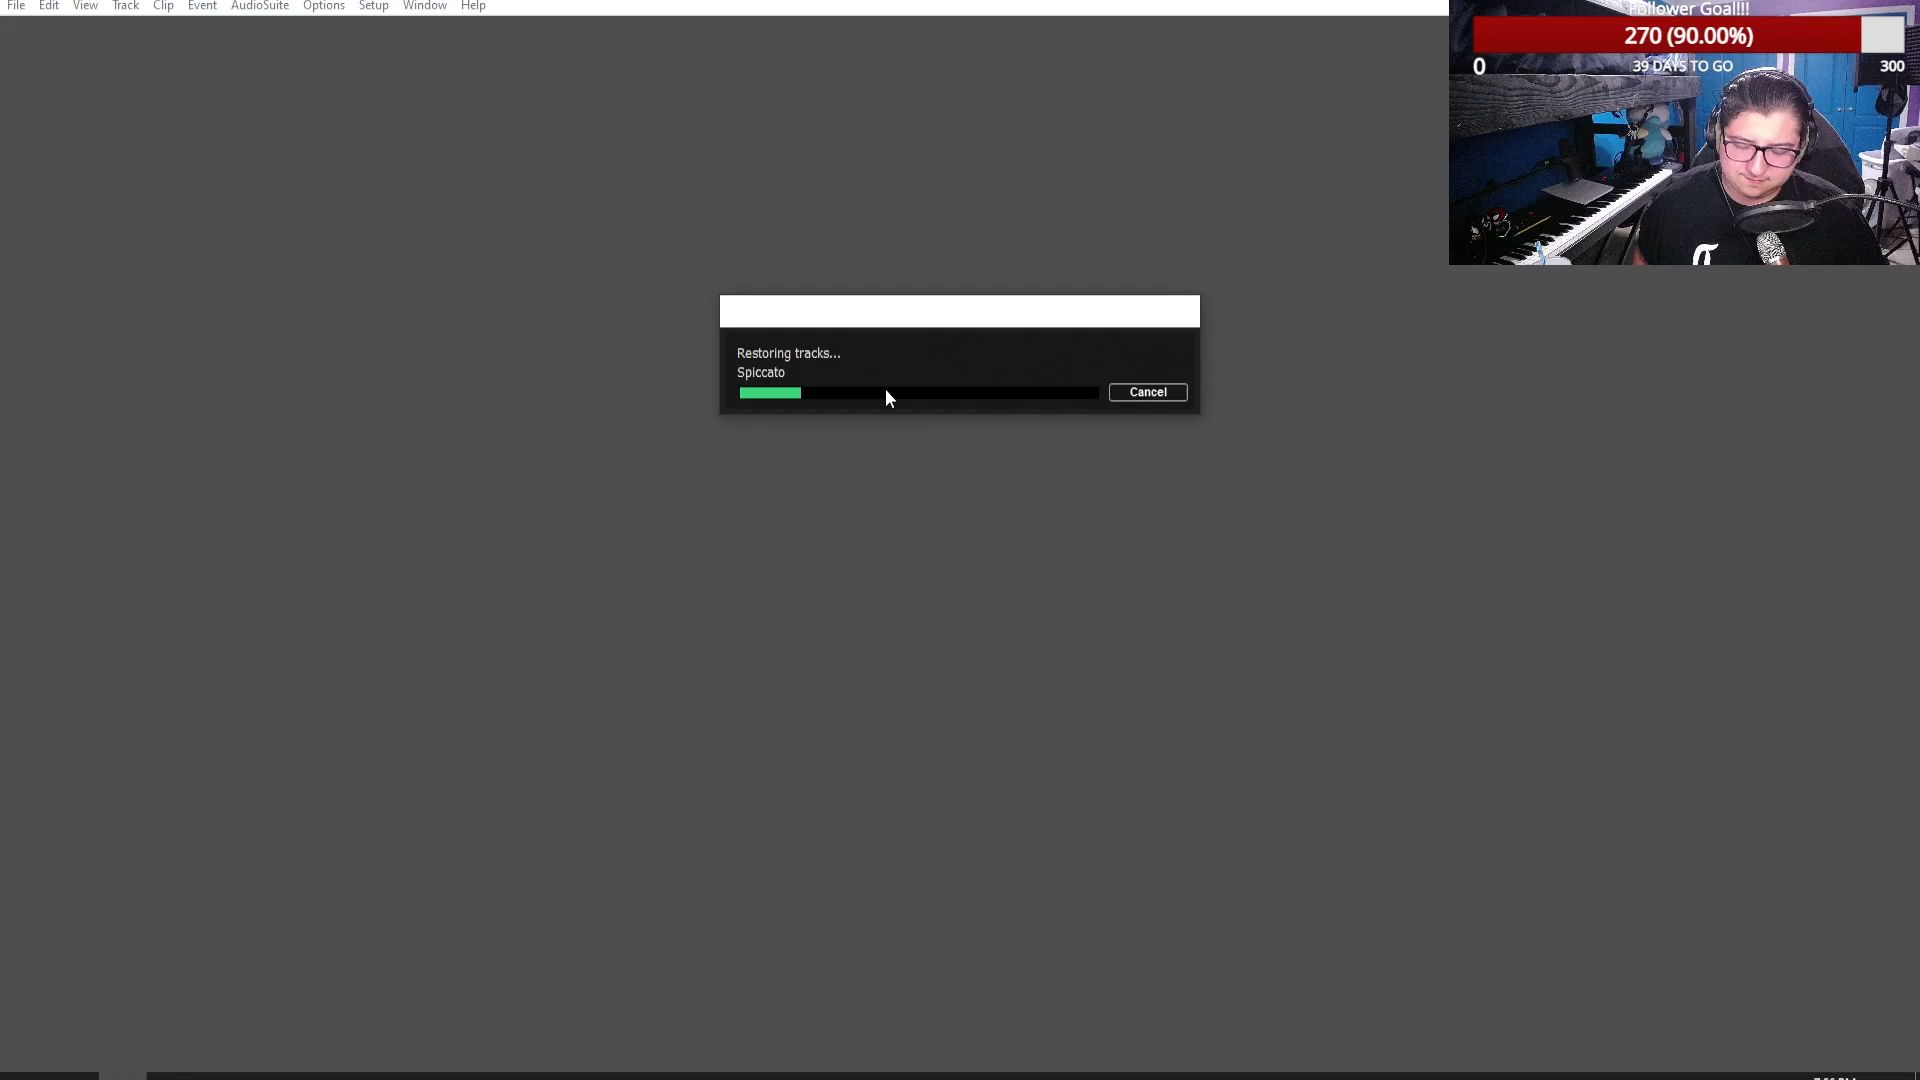 File Edit View Track Clip Event AudioSuite Options Setup Window Help
Follower Goal!!!
270 (90.00%)
0 39 DAYS TO GO 300
Restoring tracks...
Spiccato
Cancel